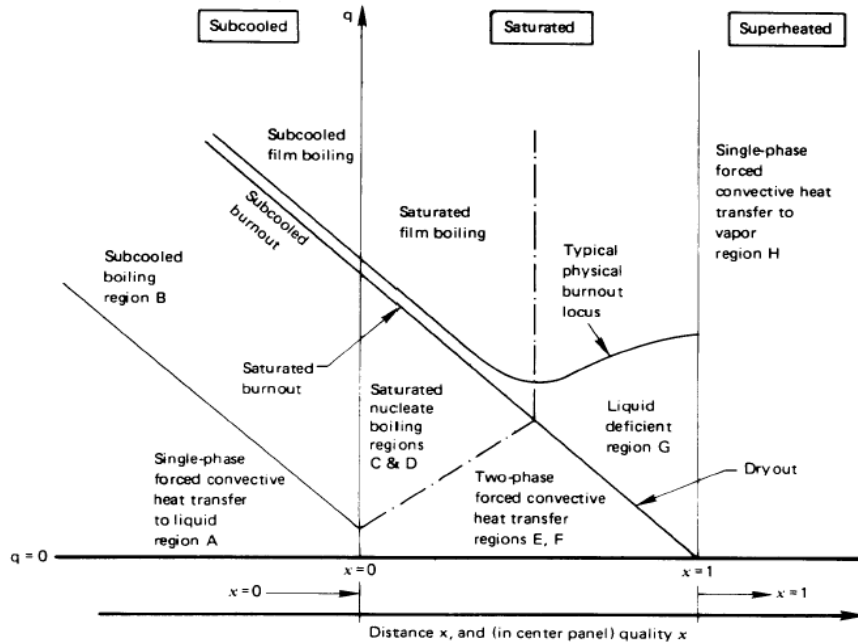 Subcooled
q
Saturated
Superheated
Subcooled
film boiling
Subcooled
burnout
Saturated
film boiling
Single-phase
forced
convective heat
transfer to
vapor
region H
Subcooled
boiling
region B
Typical
physical
burnout
locus
Saturated
burnout
Saturated
nucleate
boiling
regions
C & D
Liquid
deficient
region G
Single-phase
forced convective
heat transfer
to liquid
region A
Two-phase
forced convective
heat transfer
regions E, F
Dryout
q = 0
x = 0
x = 1
x = 0
x = 1
Distance x, and (in center panel) quality x